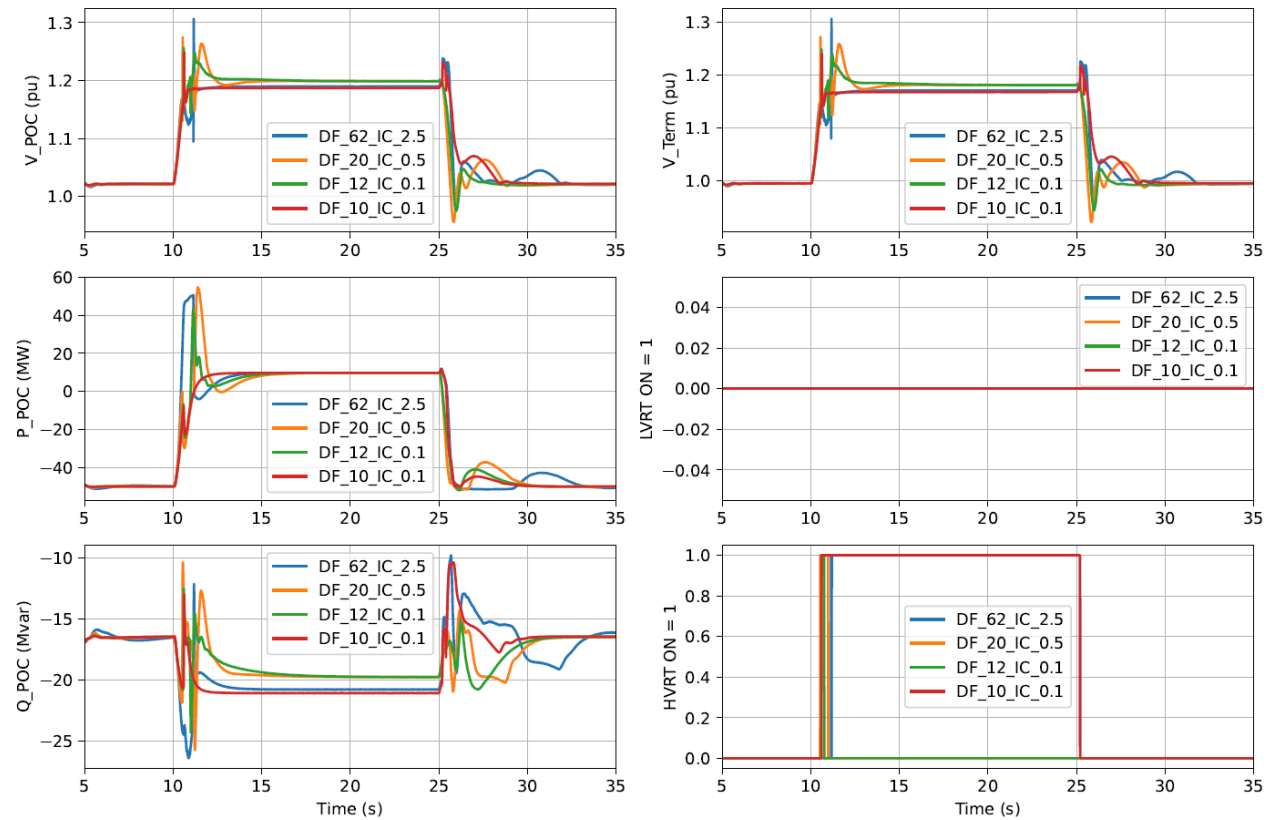 V_POC (pu)
1.3
1.2
1.1
1.0
DF_62_IC_2.5
DF_20_IC_0.5
DF_12_IC_0.1
DF_10_IC_0.1
5 10 15 20 25 30 35
V_Term (pu)
1.3
1.2
1.1
1.0
DF_62_IC_2.5
DF_20_IC_0.5
DF_12_IC_0.1
DF_10_IC_0.1
5 10 15 20 25 30 35
P_POC (MW)
60
40
20
0
−20
−40
DF_62_IC_2.5
DF_20_IC_0.5
DF_12_IC_0.1
DF_10_IC_0.1
5 10 15 20 25 30 35
LVRT ON = 1
0.04
0.02
0.00
−0.02
−0.04
DF_62_IC_2.5
DF_20_IC_0.5
DF_12_IC_0.1
DF_10_IC_0.1
5 10 15 20 25 30 35
Q_POC (Mvar)
−10
−15
−20
−25
DF_62_IC_2.5
DF_20_IC_0.5
DF_12_IC_0.1
DF_10_IC_0.1
5 10 15 20 25 30 35
Time (s)
HVRT ON = 1
1.0
0.8
0.6
0.4
0.2
0.0
DF_62_IC_2.5
DF_20_IC_0.5
DF_12_IC_0.1
DF_10_IC_0.1
5 10 15 20 25 30 35
Time (s)